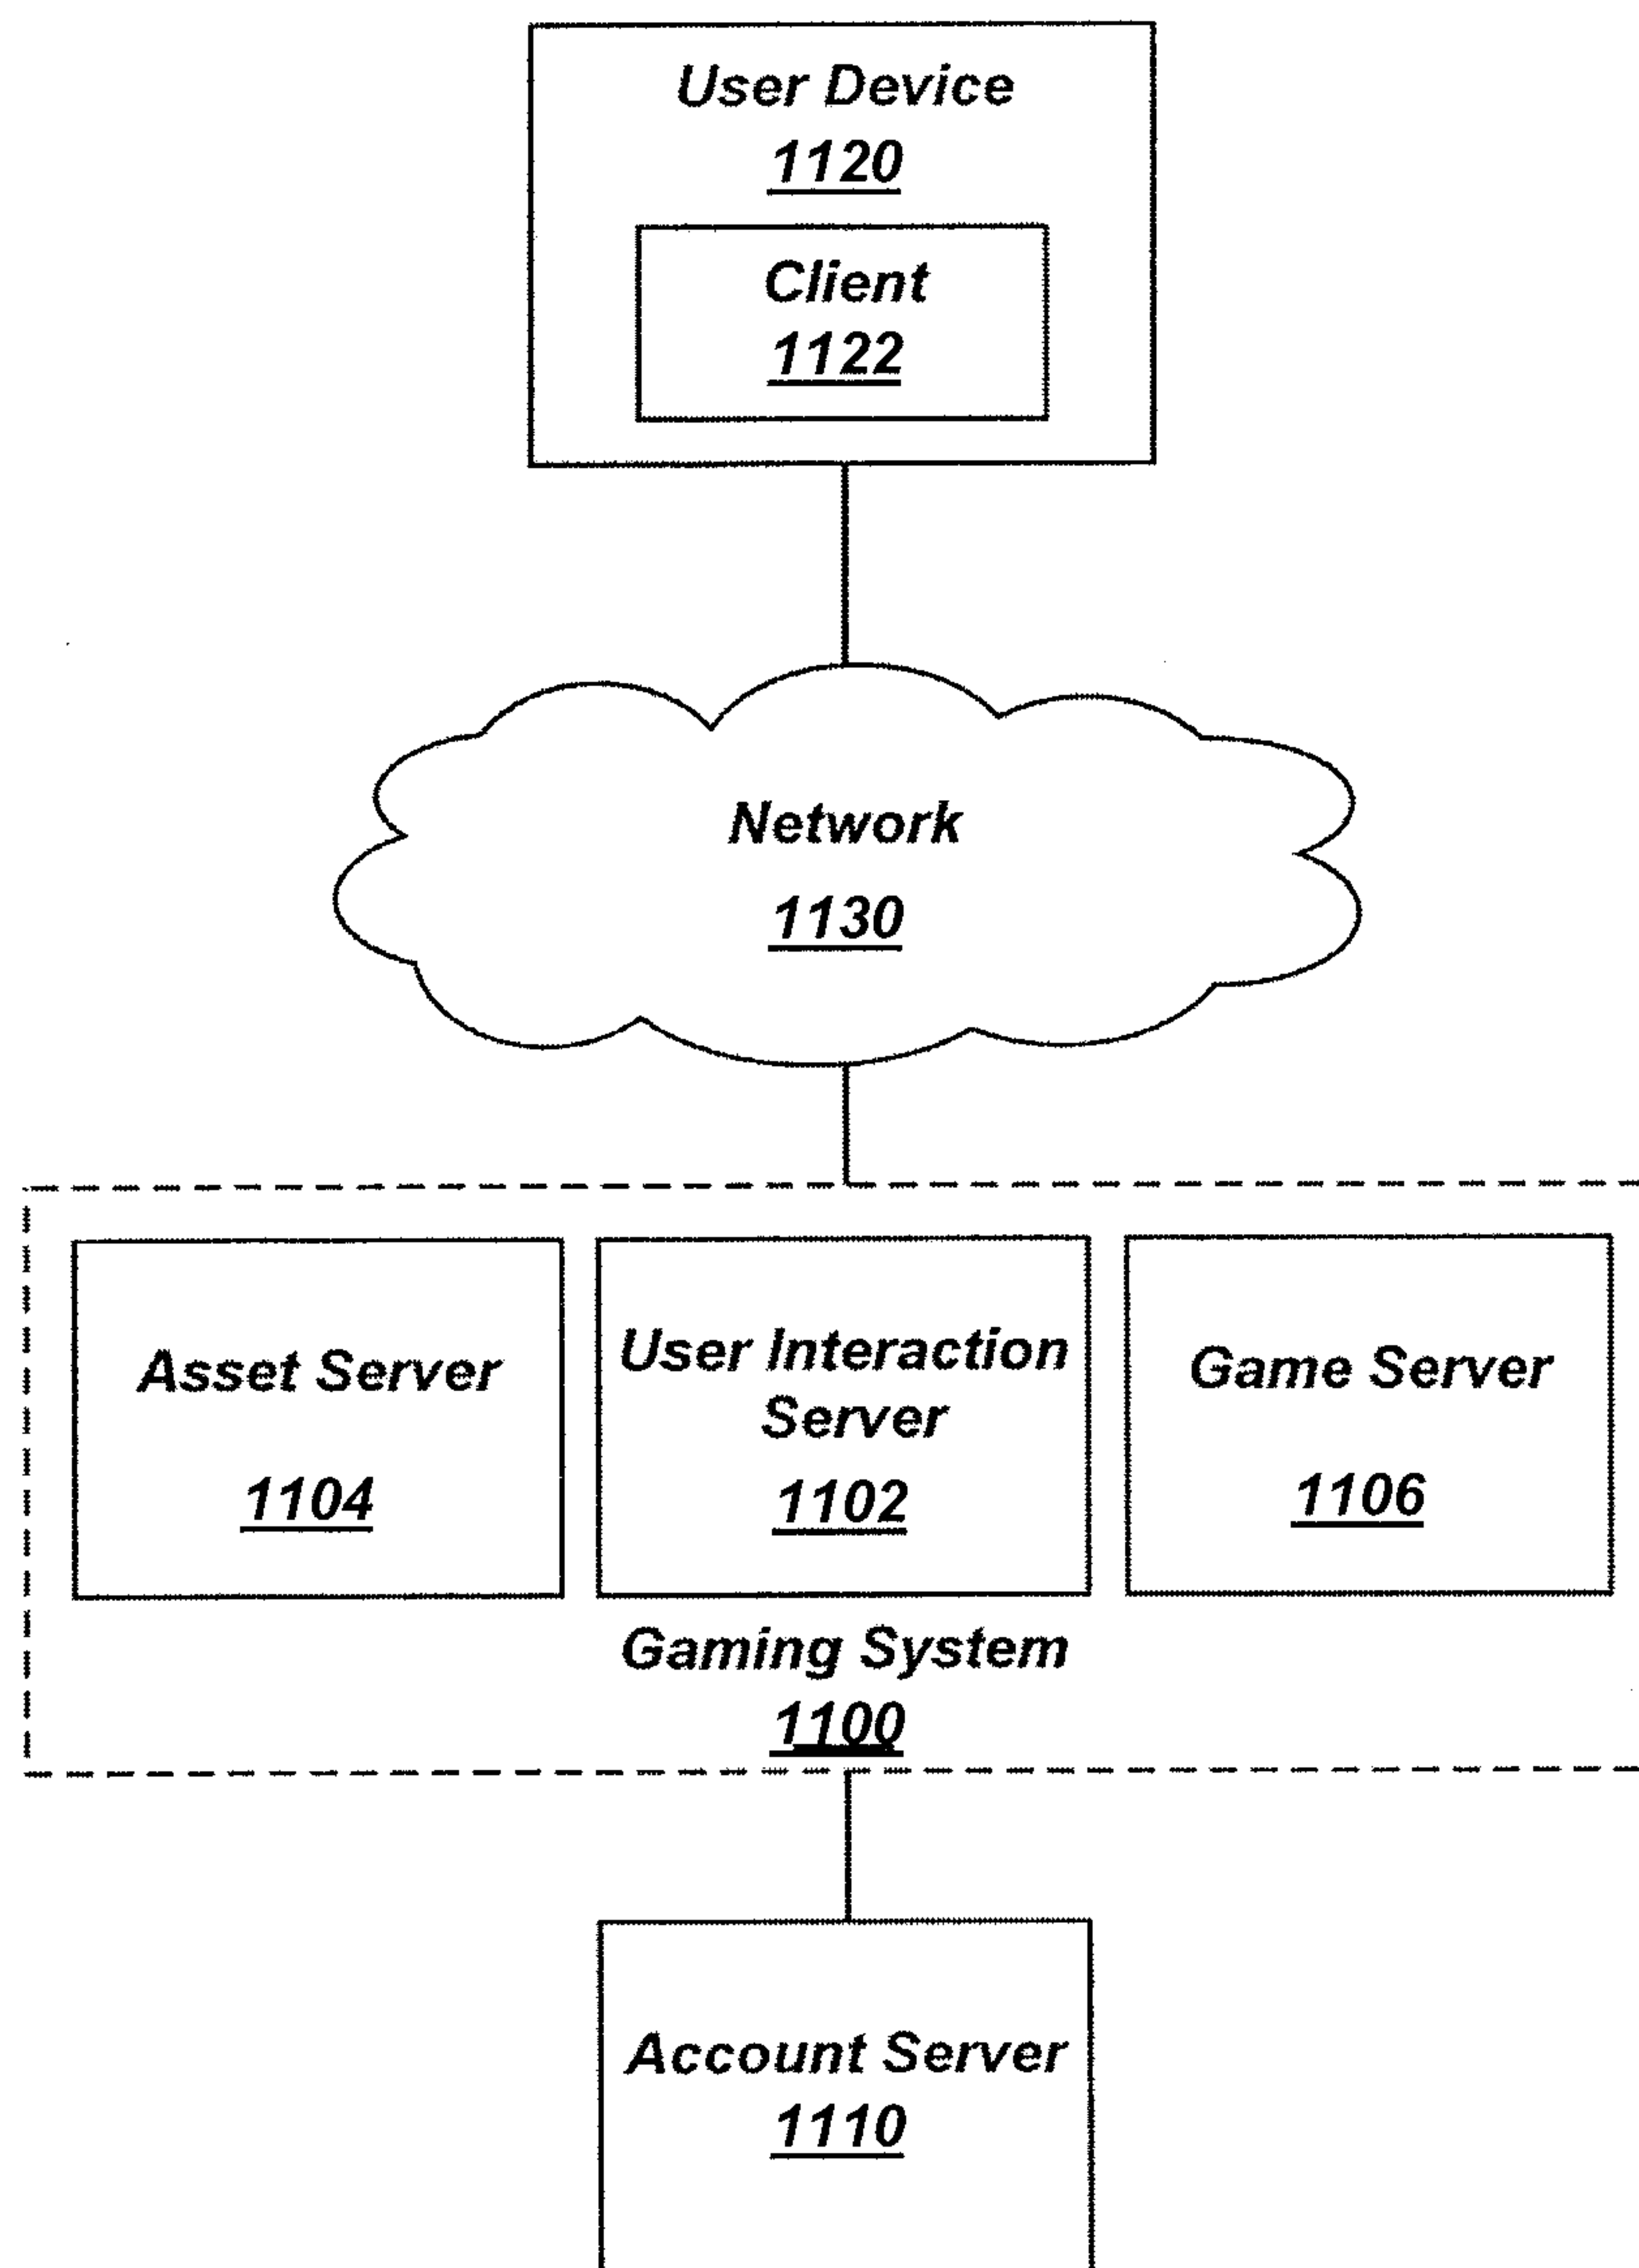 User Device
1120
Client
1122
Network
1130
Asset Server
1104
User Interaction
Server
1102
Game Server
1106
Gaming System
1100
Account Server
1110